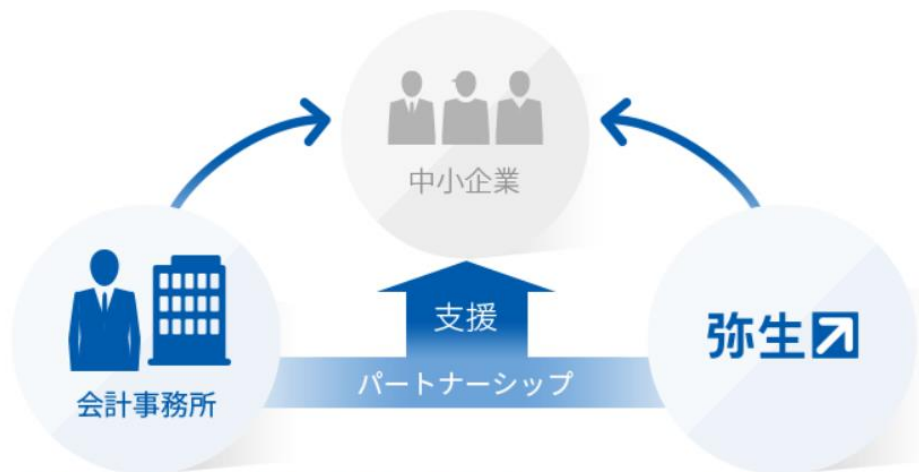 中小企業
支援
パートナーシップ
会計事務所
弥生